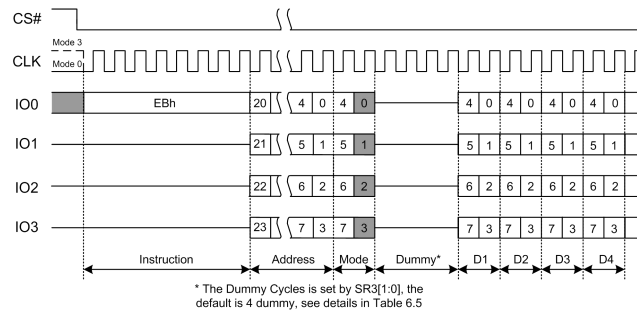 CS#
Mode 3
CLK
Mode 0
IO0 EBh 20 4 0 4 0 4 0 4 0 4 0 4 0
IO1 21 5 1 5 1 5 1 5 1 5 1 5 1
IO2 22 6 2 6 2 6 2 6 2 6 2 6 2
IO3 23 7 3 7 3 7 3 7 3 7 3 7 3
Instruction Address Mode Dummy* D1 D2 D3 D4
* The Dummy Cycles is set by SR3[1:0], the
default is 4 dummy, see details in Table 6.5